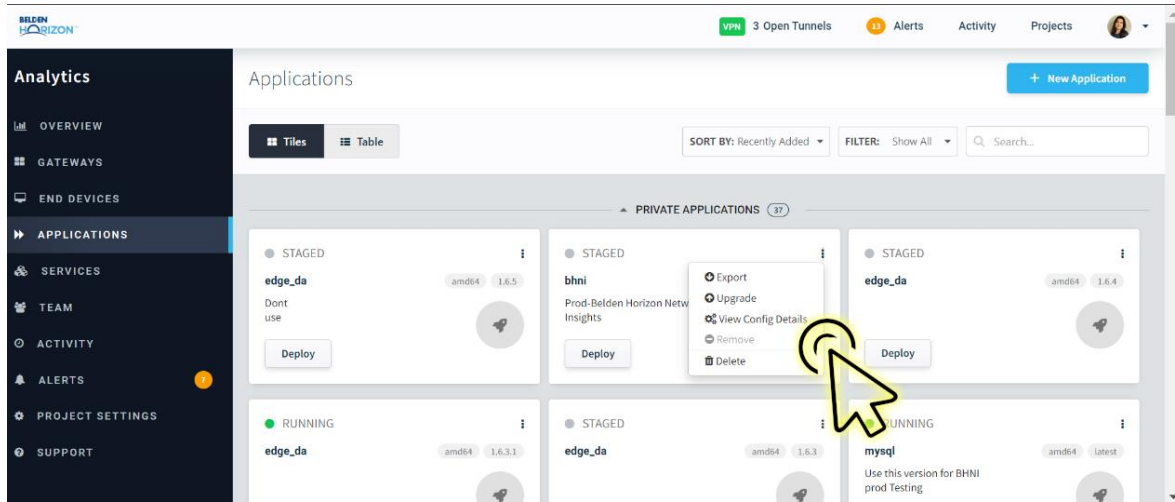 BELDEN
HORIZON
VPN 3 Open Tunnels 13 Alerts Activity Projects
Analytics
Applications
+ New Application
OVERVIEW
GATEWAYS
END DEVICES
APPLICATIONS
SERVICES
TEAM
ACTIVITY
ALERTS 7
PROJECT SETTINGS
SUPPORT
Tiles Table
SORT BY: Recently Added FILTER: Show All Search...
PRIVATE APPLICATIONS 37
STAGED
edge_da amd64 1.6.5
Dont
use
Deploy
STAGED
bhni
Prod-Belden Horizon Netw
Insights
Deploy
Export
Upgrade
View Config Details
Remove
Delete
STAGED
edge_da amd64 1.6.4
Deploy
RUNNING
edge_da amd64 1.6.3.1
STAGED
edge_da amd64 1.6.3
RUNNING
mysql amd64 latest
Use this version for BHNI
prod Testing